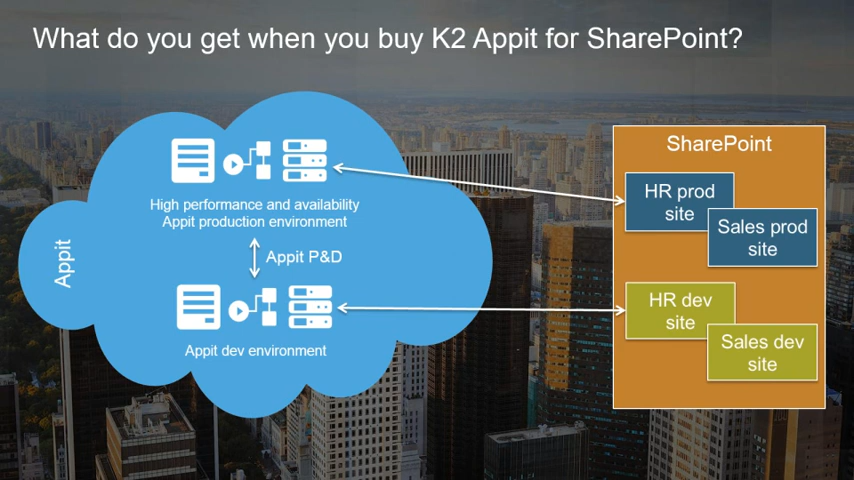 What do you get when you buy K2 Appit for SharePoint?
SharePoint
HR prod
site
Sales prod
site
High performance and availability
Appit production environment
Appit
Appit P&D
HR dev
site
Sales dev
site
Appit dev environment